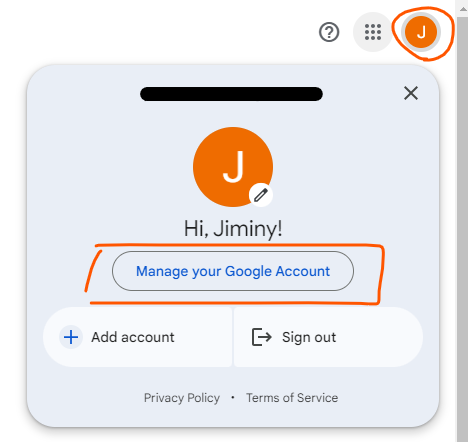 J
J
Hi, Jiminy!
Manage your Google Account
Add account
Sign out
Privacy Policy • Terms of Service